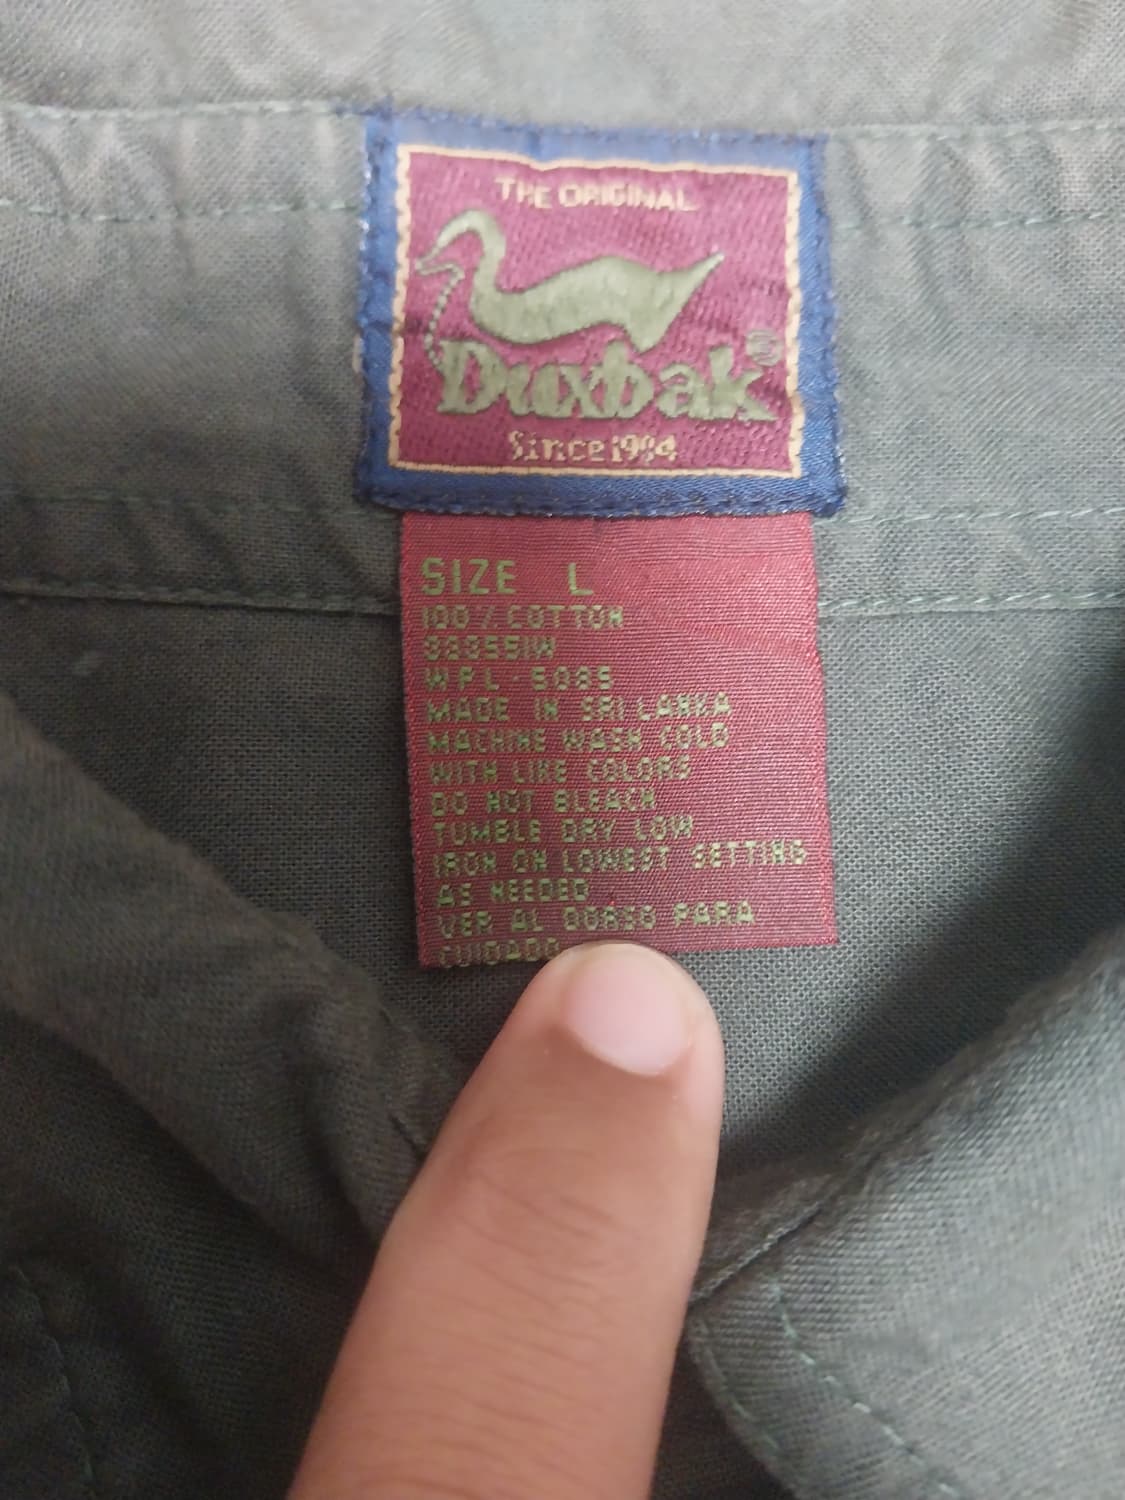 THE ORIGINAL
Duxbak®
Since 1904
SIZE L
100% COTTON
WPL-5085
MADE IN SRI LANKA
MACHINE WASH COLD
WITH LIKE COLORS
DO NOT BLEACH
TUMBLE DRY LOW
IRON ON LOWEST SETTING
AS NEEDED
VER AL DORSO PARA
CUIDADO